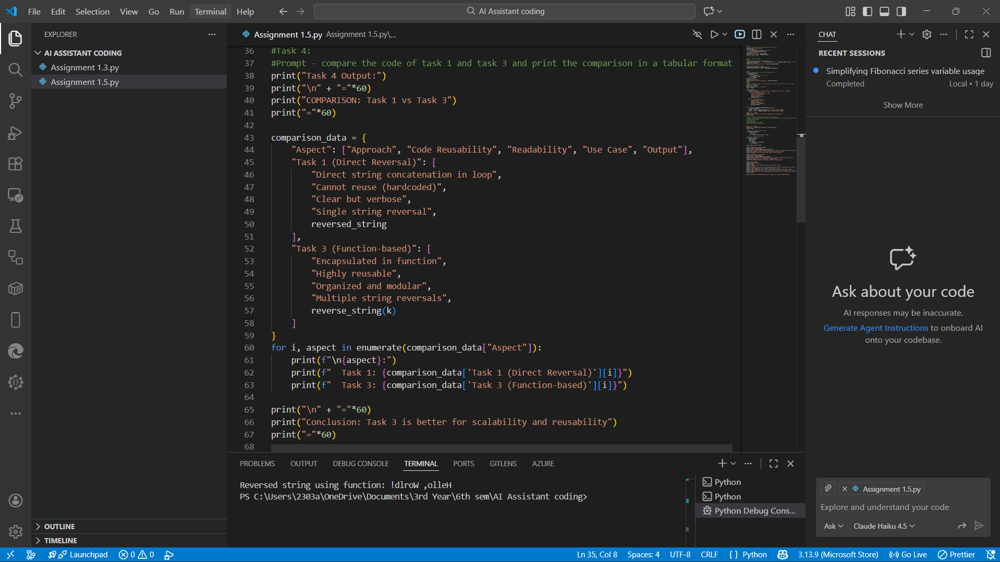 File Edit Selection View Go Run Terminal Help
AI Assistant coding
EXPLORER
AI ASSISTANT CODING
Assignment 1.3.py
Assignment 1.5.py
OUTLINE
TIMELINE
Assignment 1.5.py Assignment 1.5.py\...
36 #Task 4:
37 #Prompt - compare the code of task 1 and task 3 and print the comparison in a tabular format
38 print("Task 4 Output:")
39 print("\n" + "="*60)
40 print("COMPARISON: Task 1 vs Task 3")
41 print("="*60)
42
43 comparison_data = {
44     "Aspect": ["Approach", "Code Reusability", "Readability", "Use Case", "Output"],
45     "Task 1 (Direct Reversal)": [
46         "Direct string concatenation in loop",
47         "Cannot reuse (hardcoded)",
48         "Clear but verbose",
49         "Single string reversal",
50         reversed_string
51     ],
52     "Task 3 (Function-based)": [
53         "Encapsulated in function",
54         "Highly reusable",
55         "Organized and modular",
56         "Multiple string reversals",
57         reverse_string(k)
58     ]
59 }
60 for i, aspect in enumerate(comparison_data["Aspect"]):
61     print(f"\n{aspect}:")
62     print(f"  Task 1: {comparison_data['Task 1 (Direct Reversal)'][i]}")
63     print(f"  Task 3: {comparison_data['Task 3 (Function-based)'][i]}")
64
65 print("\n" + "="*60)
66 print("Conclusion: Task 3 is better for scalability and reusability")
67 print("="*60)
68
PROBLEMS OUTPUT DEBUG CONSOLE TERMINAL PORTS GITLENS AZURE
Reversed string using function: !dlroW ,olleH
PS C:\Users\2303a\OneDrive\Documents\3rd Year\6th sem\AI Assistant coding>
Python
Python
Python Debug Cons...
CHAT
RECENT SESSIONS
Simplifying Fibonacci series variable usage
Completed Local • 1 day
Show More
Ask about your code
AI responses may be inaccurate.
Generate Agent Instructions to onboard AI
onto your codebase.
Assignment 1.5.py
Explore and understand your code
Ask Claude Haiku 4.5
Launchpad 0 0 Ln 35, Col 8 Spaces: 4 UTF-8 CRLF { } Python 3.13.9 (Microsoft Store) Go Live Prettier